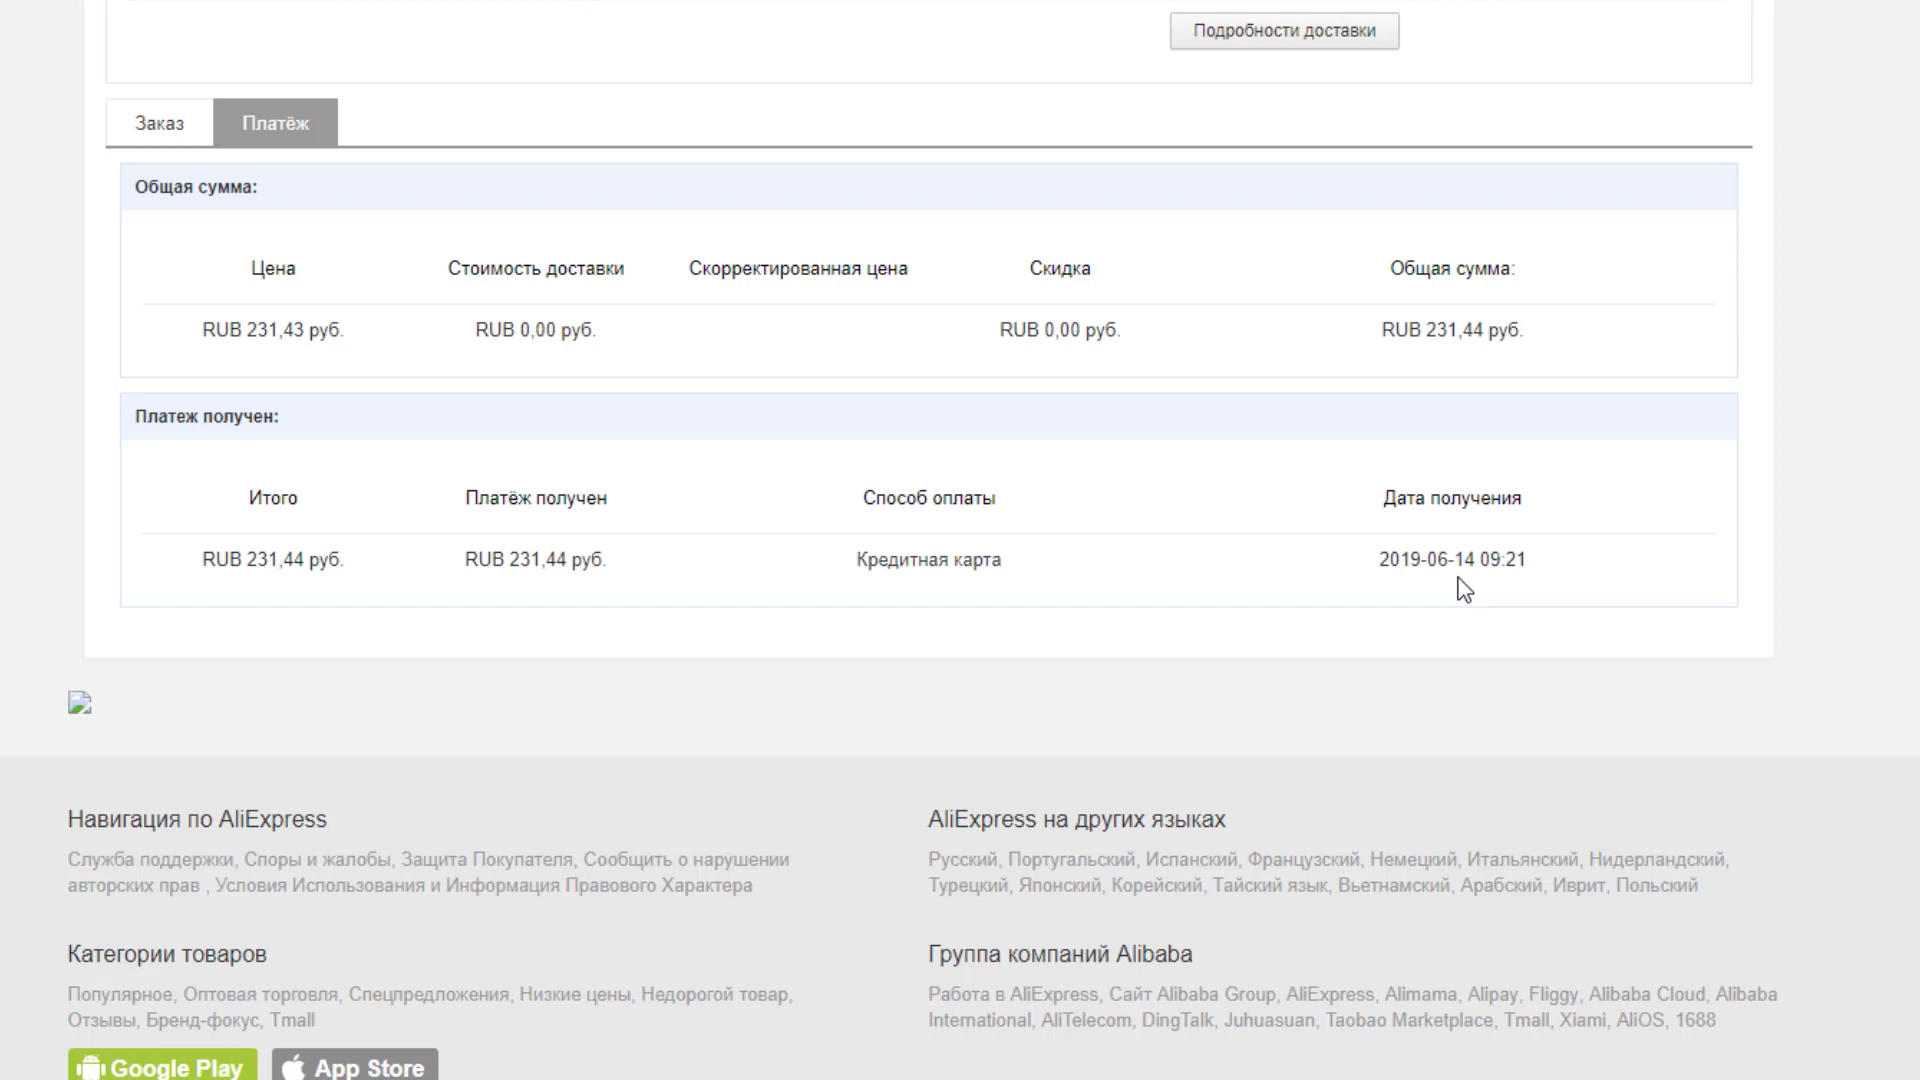 Подробности доставки
Заказ Платёж
Общая сумма:
Цена Стоимость доставки Скорректированная цена Скидка Общая сумма:
RUB 231,43 руб. RUB 0,00 руб. RUB 0,00 руб. RUB 231,44 руб.
Платеж получен:
Итого Платёж получен Способ оплаты Дата получения
RUB 231,44 руб. RUB 231,44 руб. Кредитная карта 2019-06-14 09:21
Навигация по AliExpress
Служба поддержки, Споры и жалобы, Защита Покупателя, Сообщить о нарушении
авторских прав , Условия Использования и Информация Правового Характера
AliExpress на других языках
Русский, Португальский, Испанский, Французский, Немецкий, Итальянский, Нидерландский,
Турецкий, Японский, Корейский, Тайский язык, Вьетнамский, Арабский, Иврит, Польский
Категории товаров
Популярное, Оптовая торговля, Спецпредложения, Низкие цены, Недорогой товар,
Отзывы, Бренд-фокус, Tmall
Группа компаний Alibaba
Работа в AliExpress, Сайт Alibaba Group, AliExpress, Alimama, Alipay, Fliggy, Alibaba Cloud, Alibaba
International, AliTelecom, DingTalk, Juhuasuan, Taobao Marketplace, Tmall, Xiami, AliOS, 1688
Google Play App Store